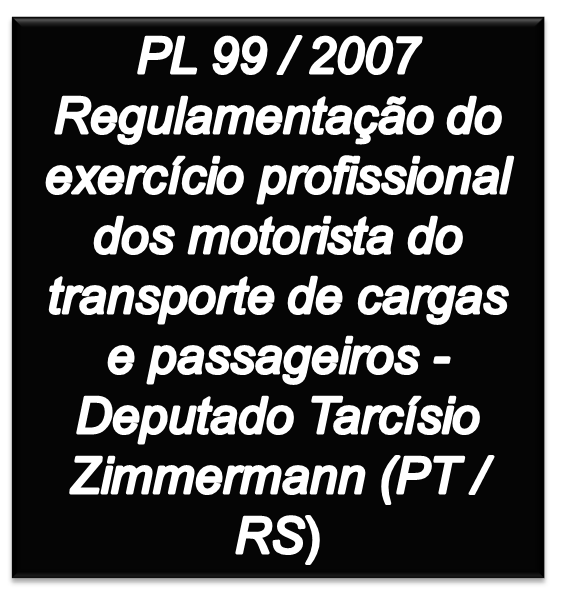 PL 99 / 2007
Regulamentação do
exercício profissional
dos motorista do
transporte de cargas
e passageiros -
Deputado Tarcísio
Zimmermann (PT /
RS)